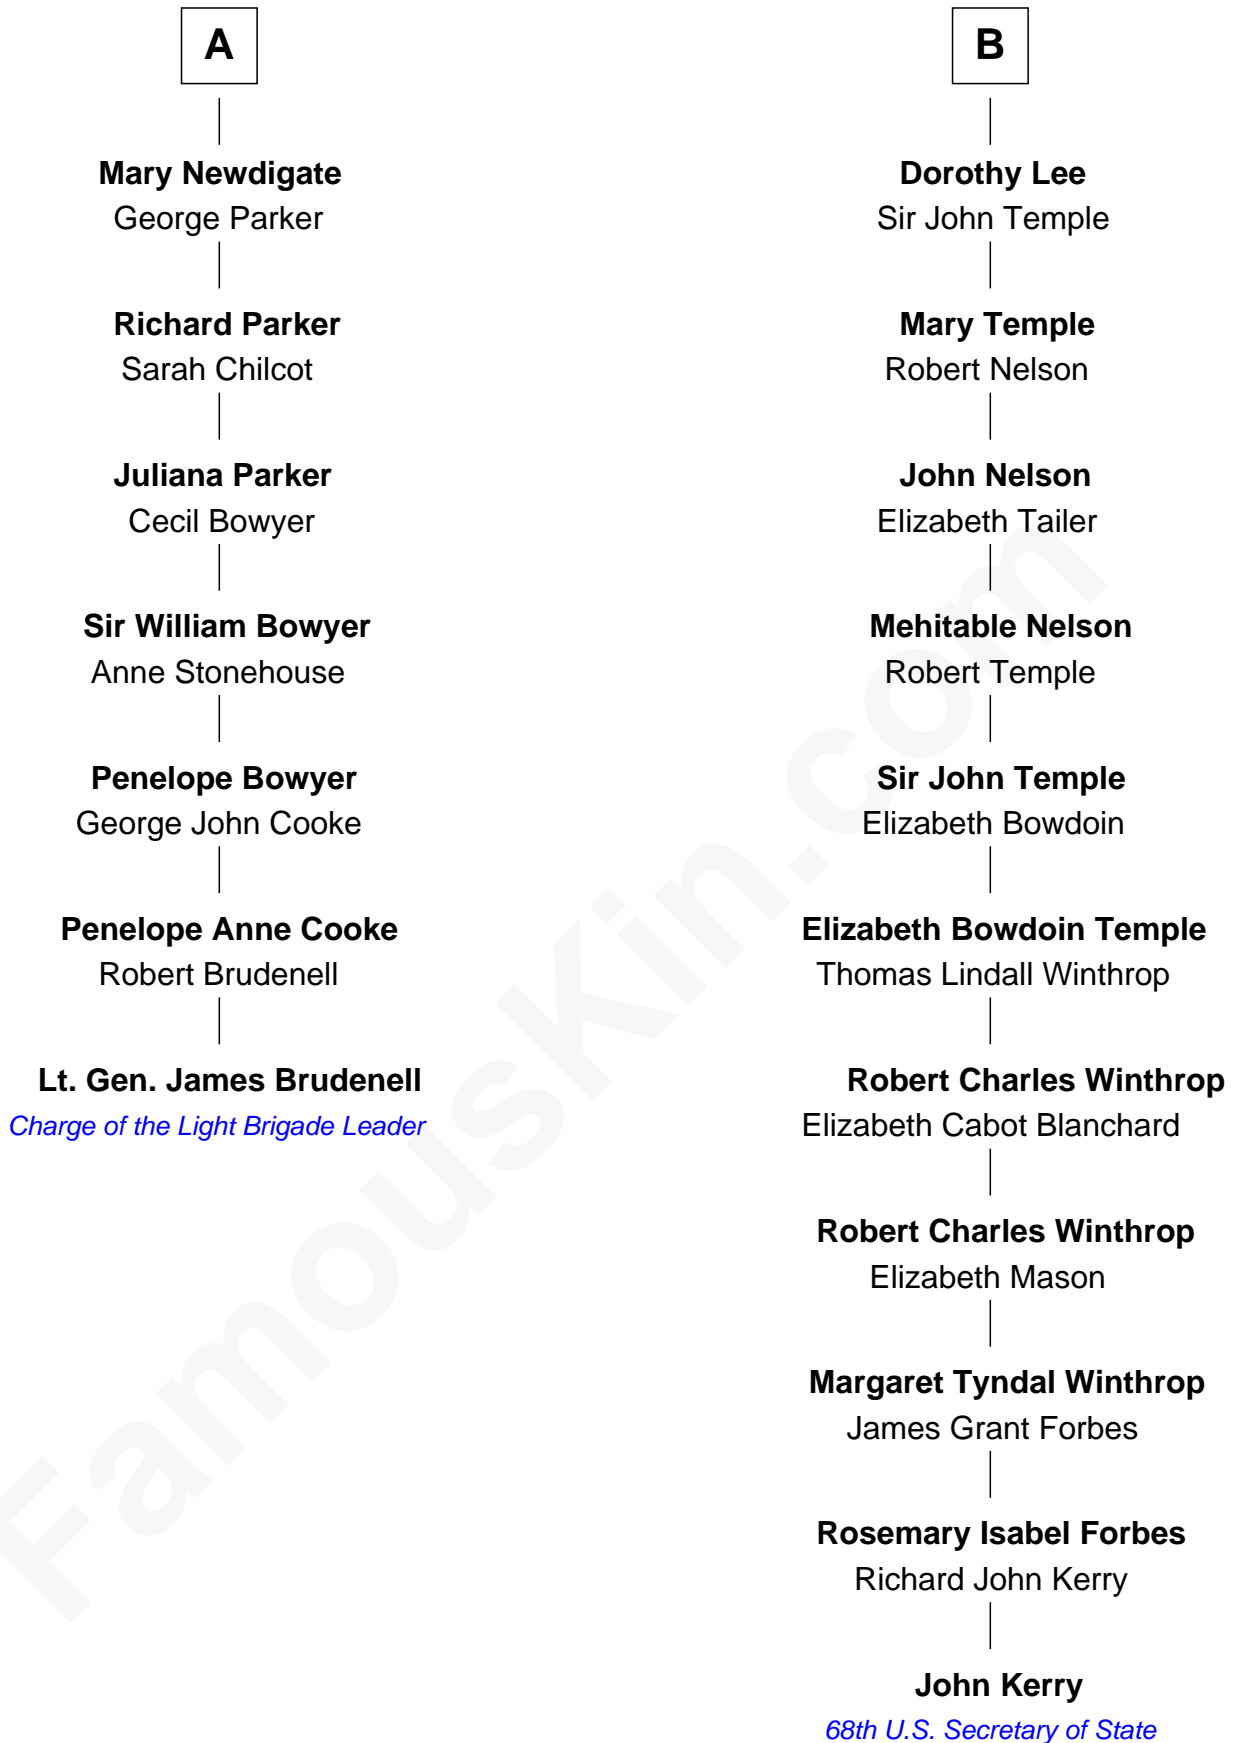 A
Mary Newdigate
George Parker
Richard Parker
Sarah Chilcot
Juliana Parker
Cecil Bowyer
Sir William Bowyer
Anne Stonehouse
Penelope Bowyer
George John Cooke
Penelope Anne Cooke
Robert Brudenell
Lt. Gen. James Brudenell
Charge of the Light Brigade Leader
B
Dorothy Lee
Sir John Temple
Mary Temple
Robert Nelson
John Nelson
Elizabeth Tailer
Mehitable Nelson
Robert Temple
Sir John Temple
Elizabeth Bowdoin
Elizabeth Bowdoin Temple
Thomas Lindall Winthrop
Robert Charles Winthrop
Elizabeth Cabot Blanchard
Robert Charles Winthrop
Elizabeth Mason
Margaret Tyndal Winthrop
James Grant Forbes
Rosemary Isabel Forbes
Richard John Kerry
John Kerry
68th U.S. Secretary of State
FamousKin.com